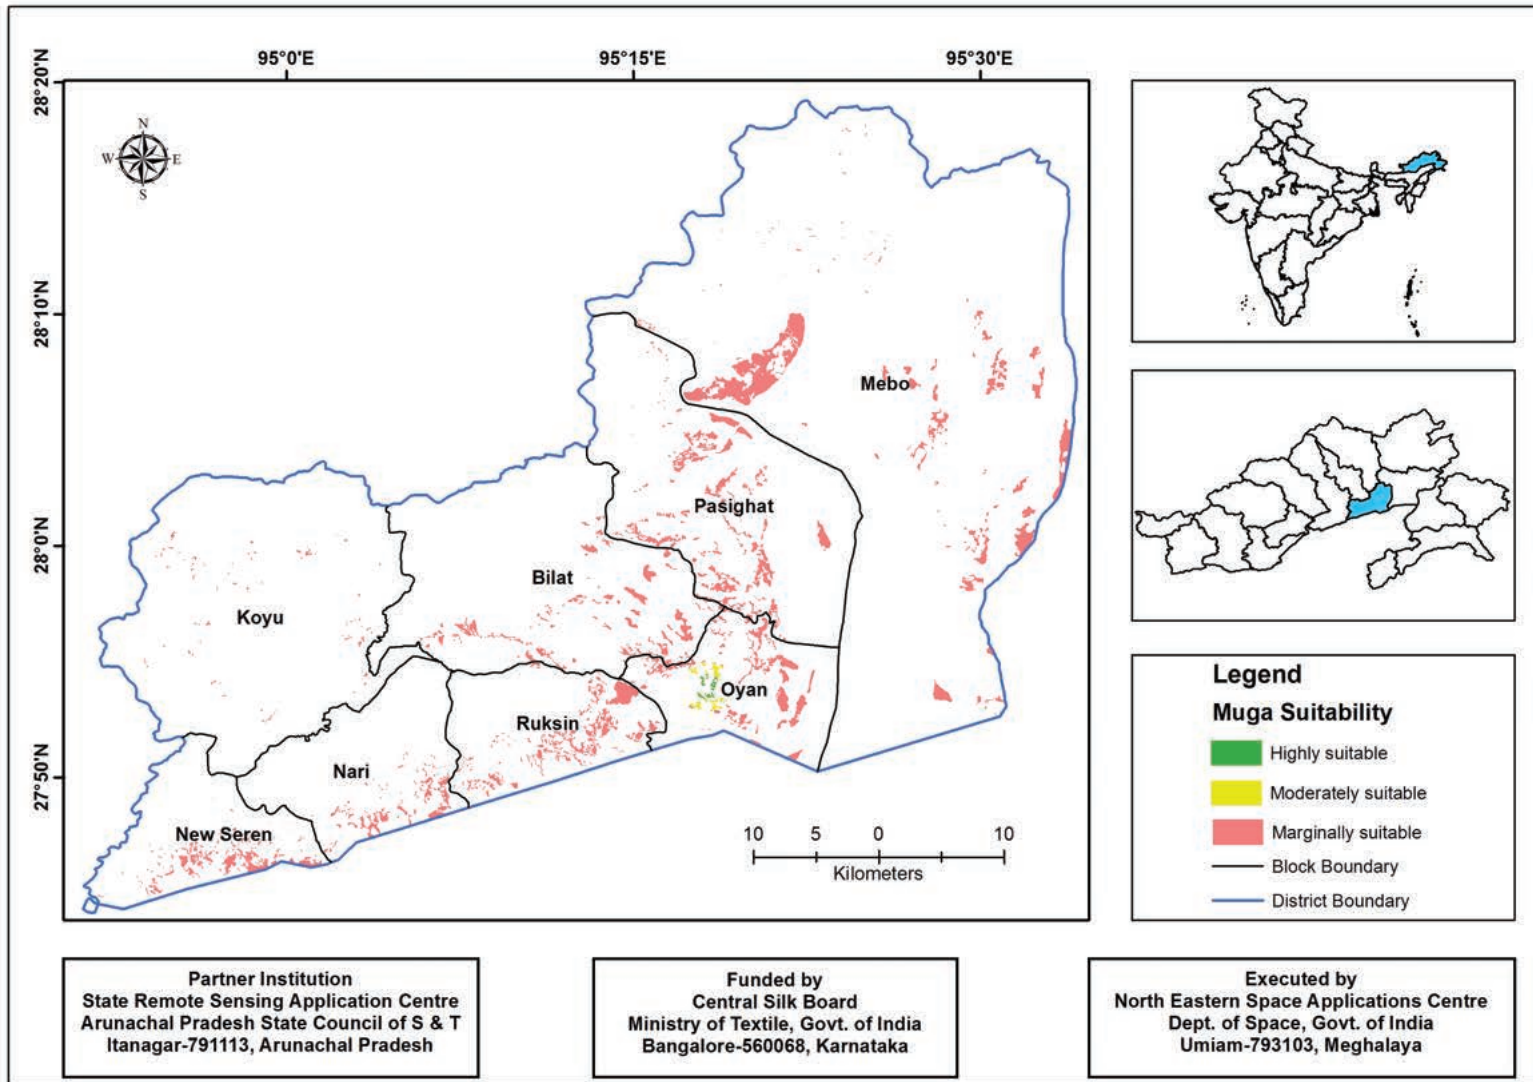 95°0'E 95°15'E 95°30'E
28°20'N
28°10'N
28°0'N
27°50'N
N
W E
S
Mebo
Pasighat
Bilat
Koyu
Oyan
Ruksin
Nari
New Seren
10 5 0 10
Kilometers
Legend
Muga Suitability
Highly suitable
Moderately suitable
Marginally suitable
Block Boundary
District Boundary
Partner Institution
State Remote Sensing Application Centre
Arunachal Pradesh State Council of S & T
Itanagar-791113, Arunachal Pradesh
Funded by
Central Silk Board
Ministry of Textile, Govt. of India
Bangalore-560068, Karnataka
Executed by
North Eastern Space Applications Centre
Dept. of Space, Govt. of India
Umiam-793103, Meghalaya